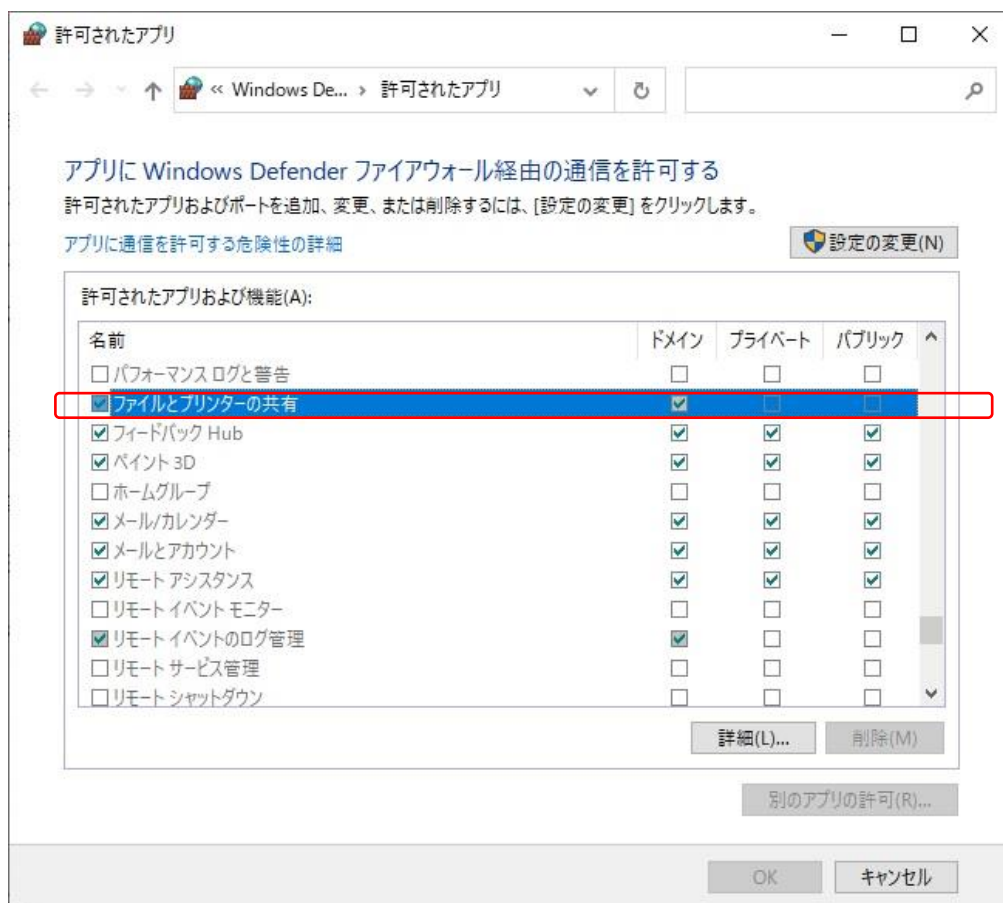 許可されたアプリ
« Windows De... › 許可されたアプリ
アプリに Windows Defender ファイアウォール経由の通信を許可する
許可されたアプリおよびポートを追加、変更、または削除するには、[設定の変更] をクリックします。
アプリに通信を許可する危険性の詳細
設定の変更(N)
許可されたアプリおよび機能(A):
名前 ドメイン プライベート パブリック
パフォーマンス ログと警告
ファイルとプリンターの共有
フィードバック Hub
ペイント 3D
ホームグループ
メール/カレンダー
メールとアカウント
リモート アシスタンス
リモート イベント モニター
リモート イベントのログ管理
リモート サービス管理
リモート シャットダウン
詳細(L)... 削除(M)
別のアプリの許可(R)...
OK キャンセル